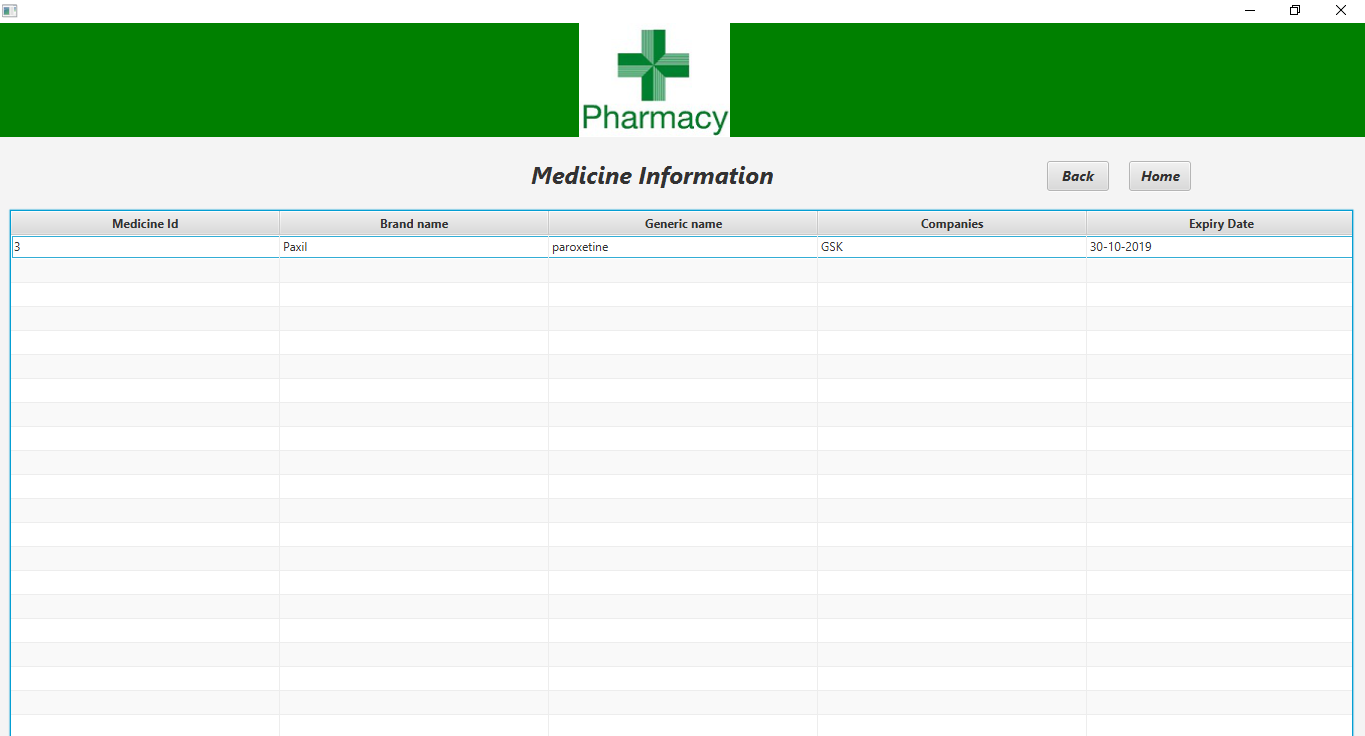 Pharmacy
Medicine Information
Back
Home
Medicine Id Brand name Generic name Companies Expiry Date
3 Paxil paroxetine GSK 30-10-2019